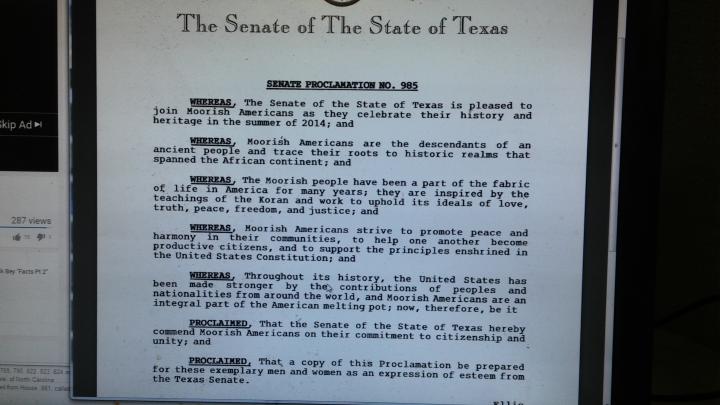 The Senate of The State of Texas
SENATE PROCLAMATION NO. 985
WHEREAS, The Senate of the State of Texas is pleased to
join Moorish Americans as they celebrate their history and
heritage in the summer of 2014; and
WHEREAS, Moorish Americans are the descendants of an
ancient people and trace their roots to historic realms that
spanned the African continent; and
WHEREAS, The Moorish people have been a part of the fabric
of life in America for many years; they are inspired by the
teachings of the Koran and work to uphold its ideals of love,
truth, peace, freedom, and justice; and
WHEREAS, Moorish Americans strive to promote peace and
harmony in their communities, to help one another become
productive citizens, and to support the principles enshrined in
the United States Constitution; and
WHEREAS, Throughout its history, the United States has
been made stronger by the contributions of peoples and
nationalities from around the world, and Moorish Americans are an
integral part of the American melting pot; now, therefore, be it
PROCLAIMED, That the Senate of the State of Texas hereby
commend Moorish Americans on their commitment to citizenship and
unity; and
PROCLAIMED, That a copy of this Proclamation be prepared
for these exemplary men and women as an expression of esteem from
the Texas Senate.
Ellis
Skip Ad
287 views
Bey "Facts Pt 2"
of North Carolina
from House